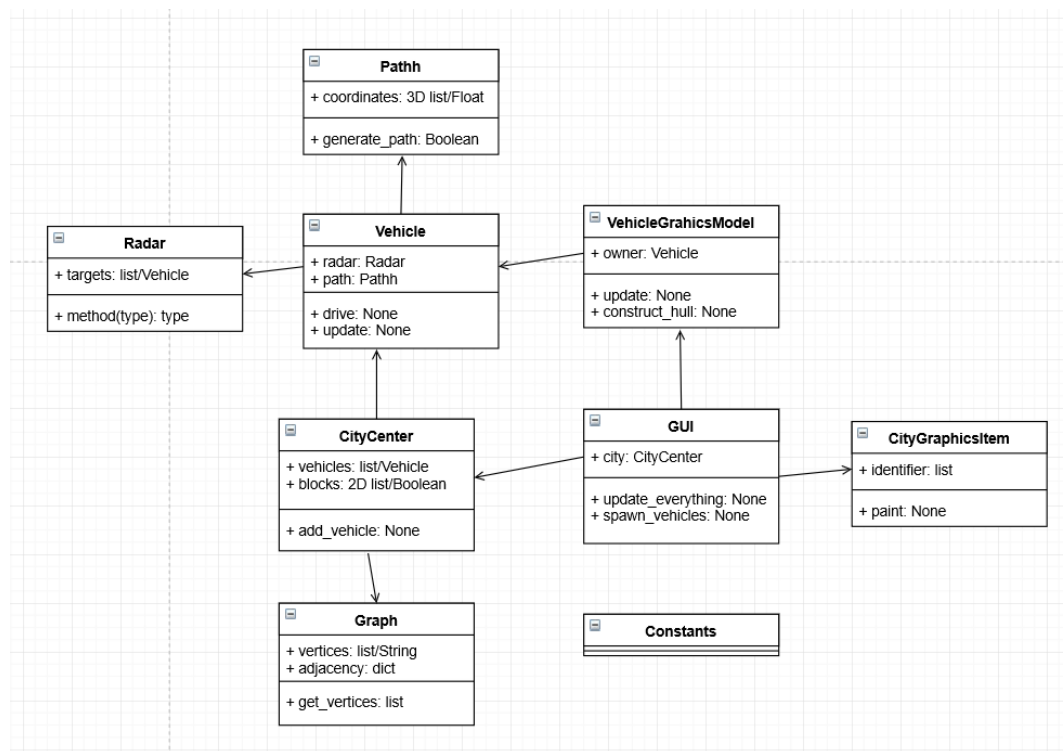 Pathh
+ coordinates: 3D list/Float
+ generate_path: Boolean
Radar
+ targets: list/Vehicle
+ method(type): type
Vehicle
+ radar: Radar
+ path: Pathh
+ drive: None
+ update: None
VehicleGrahicsModel
+ owner: Vehicle
+ update: None
+ construct_hull: None
CityCenter
+ vehicles: list/Vehicle
+ blocks: 2D list/Boolean
+ add_vehicle: None
GUI
+ city: CityCenter
+ update_everything: None
+ spawn_vehicles: None
CityGraphicsItem
+ identifier: list
+ paint: None
Graph
+ vertices: list/String
+ adjacency: dict
+ get_vertices: list
Constants